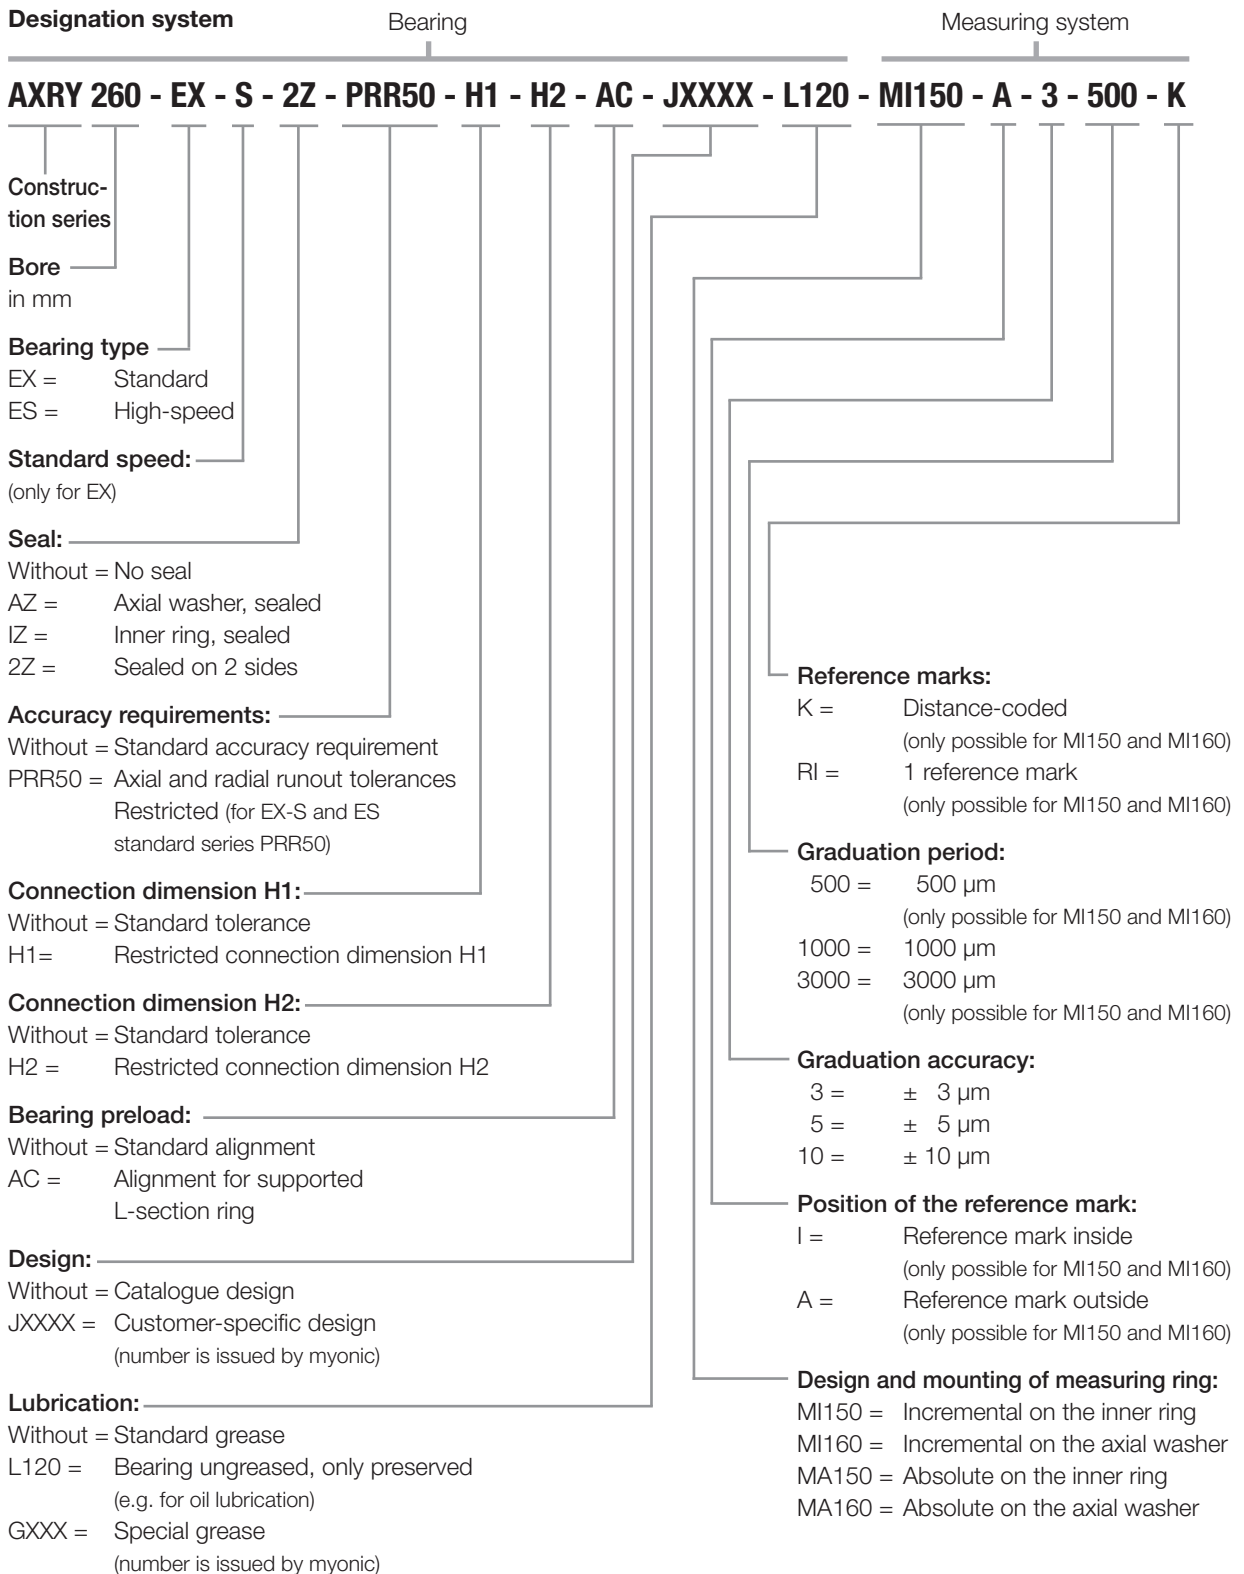 Designation system
Bearing
Measuring system
AXRY 260 - EX - S - 2Z - PRR50 - H1 - H2 - AC - JXXXX - L120 - MI150 - A - 3 - 500 - K
Construc-
tion series
Bore
in mm
Bearing type
EX = Standard
ES = High-speed
Standard speed:
(only for EX)
Seal:
Without = No seal
AZ = Axial washer, sealed
IZ = Inner ring, sealed
2Z = Sealed on 2 sides
Accuracy requirements:
Without = Standard accuracy requirement
PRR50 = Axial and radial runout tolerances
Restricted (for EX-S and ES
standard series PRR50)
Connection dimension H1:
Without = Standard tolerance
H1= Restricted connection dimension H1
Connection dimension H2:
Without = Standard tolerance
H2 = Restricted connection dimension H2
Bearing preload:
Without = Standard alignment
AC = Alignment for supported
L-section ring
Design:
Without = Catalogue design
JXXXX = Customer-specific design
(number is issued by myonic)
Lubrication:
Without = Standard grease
L120 = Bearing ungreased, only preserved
(e.g. for oil lubrication)
GXXX = Special grease
(number is issued by myonic)
Reference marks:
K = Distance-coded
(only possible for MI150 and MI160)
RI = 1 reference mark
(only possible for MI150 and MI160)
Graduation period:
500 = 500 µm
(only possible for MI150 and MI160)
1000 = 1000 µm
3000 = 3000 µm
(only possible for MI150 and MI160)
Graduation accuracy:
3 = ± 3 µm
5 = ± 5 µm
10 = ± 10 µm
Position of the reference mark:
I = Reference mark inside
(only possible for MI150 and MI160)
A = Reference mark outside
(only possible for MI150 and MI160)
Design and mounting of measuring ring:
MI150 = Incremental on the inner ring
MI160 = Incremental on the axial washer
MA150 = Absolute on the inner ring
MA160 = Absolute on the axial washer